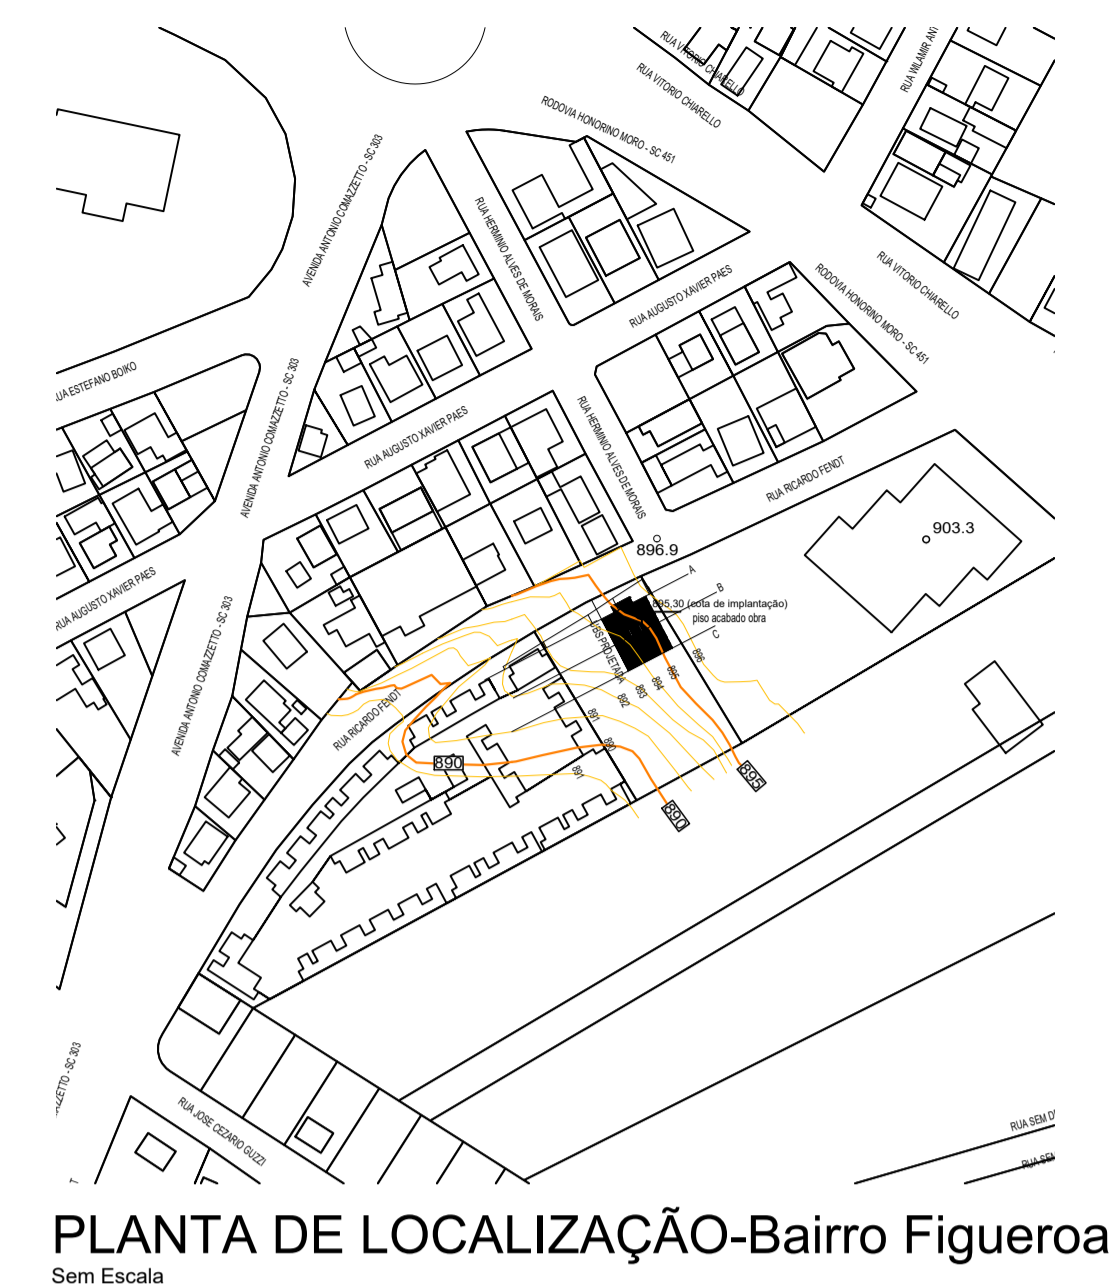 RUA VITORIO CHIARELLO
RUA VITORIO CHIARELLO
RODOVIA HONORINO MORO - SC 451
AVENIDA ANTONIO COMAZZETTO - SC 303
RUA HERMINIO ALVES DE MORAIS
RUA AUGUSTO XAVIER PAES
RODOVIA HONORINO MORO - SC 451
RUA VITORIO CHIARELLO
RUA WILAMIR
ESTEFANO BOIKO
AVENIDA ANTONIO COMAZZETTO - SC 303
RUA AUGUSTO XAVIER PAES
RUA HERMINIO ALVES DE MORAIS
RUA RICARDO FENDT
903.3
896.9
RUA AUGUSTO XAVIER PAES
AVENIDA ANTONIO COMAZZETTO - SC 303
A
B
895,30 (cota de implantação)
piso acabado obra
C
UBS PROJETADA
896
895
894
893
892
891
890
891
RUA RICARDO FENDT
890
895
890
- SC 303
RUA JOSE CEZARIO GUZZI
RUA SEM
RUA
PLANTA DE LOCALIZAÇÃO-Bairro Figueroa
Sem Escala